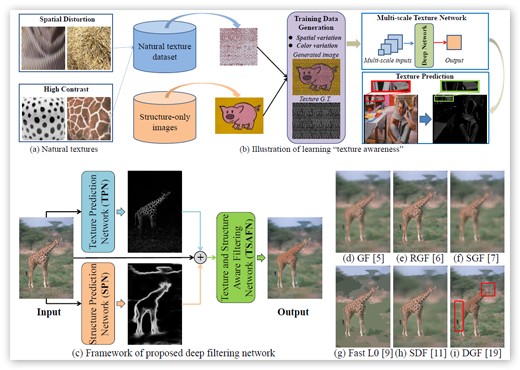 Spatial Distortion
High Contrast
(a) Natural textures
Natural texture
dataset
Structure-only
images
Training Data
Generation
Spatial variation
Color variation
Generated image
Texture G.T.
Multi-scale Texture Network
Multi-scale inputs
Deep Network
Output
Texture Prediction
(b) Illustration of learning "texture awareness"
Input
Texture Prediction
Network (TPN)
Structure Prediction
Network (SPN)
Texture and Structure
Aware Filtering
Network (TSAFN)
Output
(c) Framework of proposed deep filtering network
(d) GF [5] (e) RGF [6] (f) SGF [7]
(g) Fast L0 [9] (h) SDF [11] (i) DGF [19]